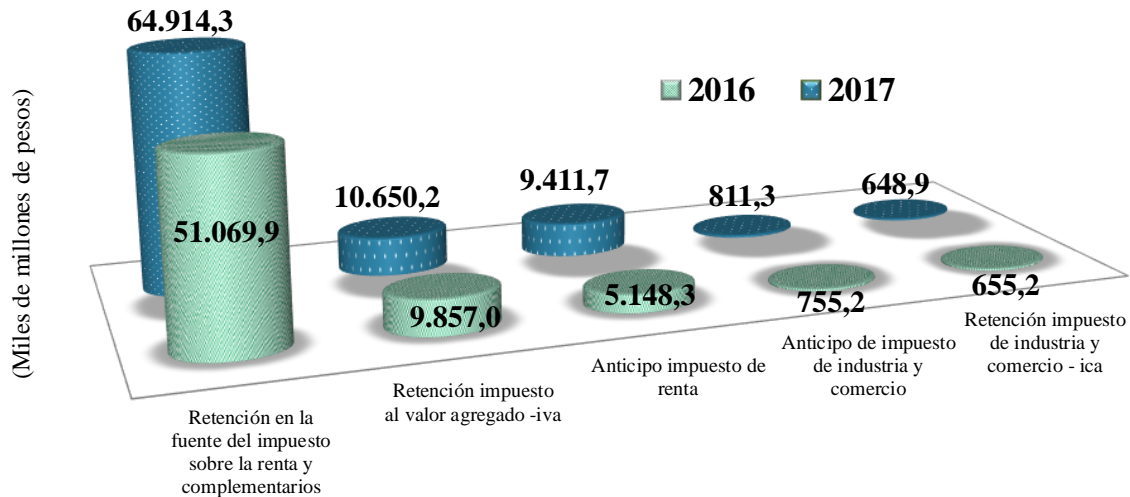 64.914,3
(Miles de millones de pesos)
2016
2017
10.650,2
9.411,7
811,3
648,9
51.069,9
9.857,0
5.148,3
755,2
655,2
Retención en la
fuente del impuesto
sobre la renta y
complementarios
Retención impuesto
al valor agregado -iva
Anticipo impuesto de
renta
Anticipo de impuesto
de industria y
comercio
Retención impuesto
de industria y
comercio - ica